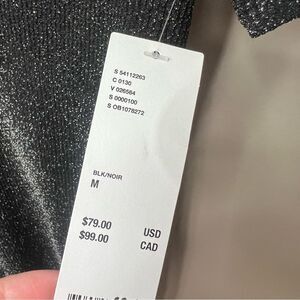 S 54112263
C 0130
V 026564
S 0000100
S OB1078272
BLK/NOIR
M
$79.00 USD
$99.00 CAD